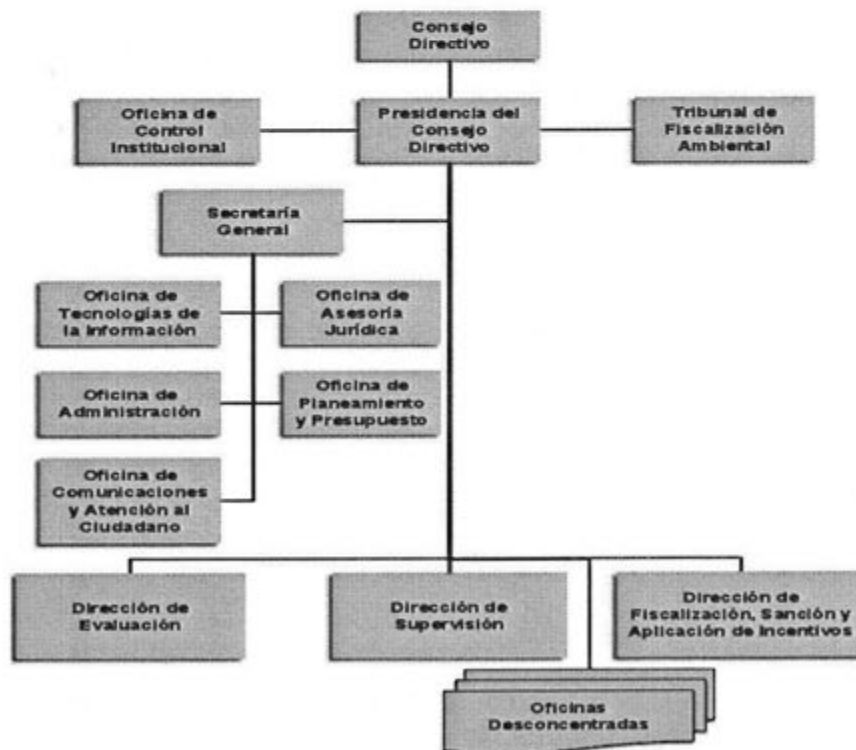 Consejo
Directivo
Oficina de
Control
Institucional
Presidencia del
Consejo
Directivo
Tribunal de
Fiscalización
Ambiental
Secretaría
General
Oficina de
Tecnologías de
la Información
Oficina de
Asesoría
Jurídica
Oficina de
Administración
Oficina de
Planeamiento
y Presupuesto
Oficina de
Comunicaciones
y Atención al
Ciudadano
Dirección de
Evaluación
Dirección de
Supervisión
Dirección de
Fiscalización, Sanción y
Aplicación de Incentivos
Oficinas
Desconcentradas